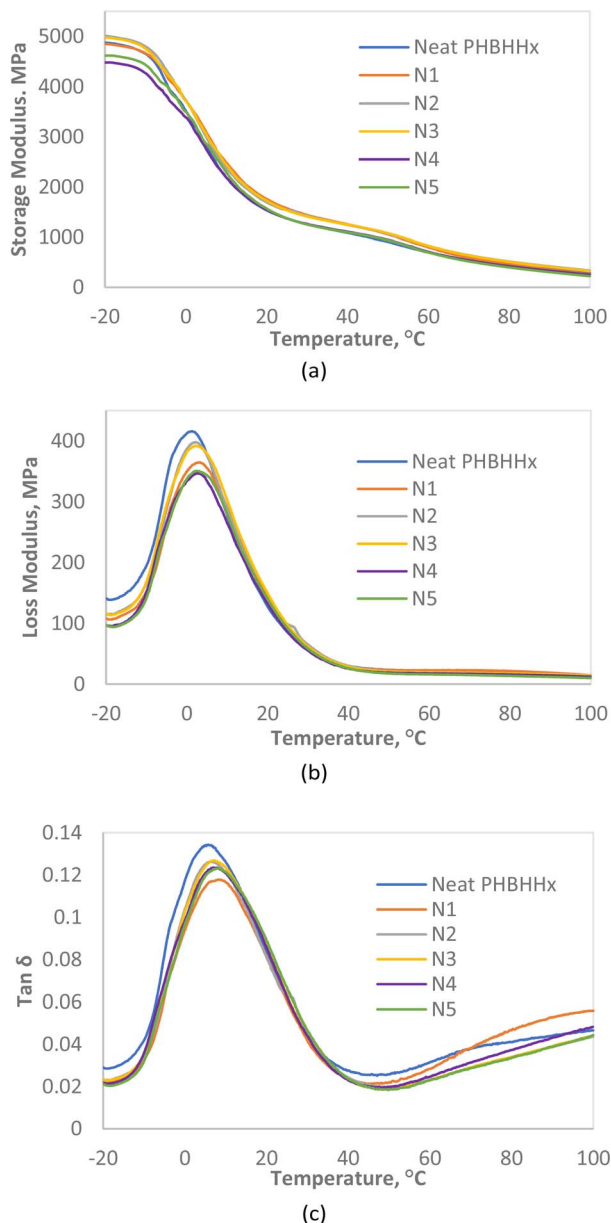 5000
4000
3000
2000
1000
0
Storage Modulus. MPa
Neat PHBHHx
N1
N2
N3
N4
N5
-20 0 20 40 60 80 100
Temperature, °C
(a)
400
300
200
100
0
Loss Modulus, MPa
Neat PHBHHx
N1
N2
N3
N4
N5
-20 0 20 40 60 80 100
Temperature, °C
(b)
0.14
0.12
0.1
0.08
0.06
0.04
0.02
0
Tan δ
Neat PHBHHx
N1
N2
N3
N4
N5
-20 0 20 40 60 80 100
Temperature, °C
(c)